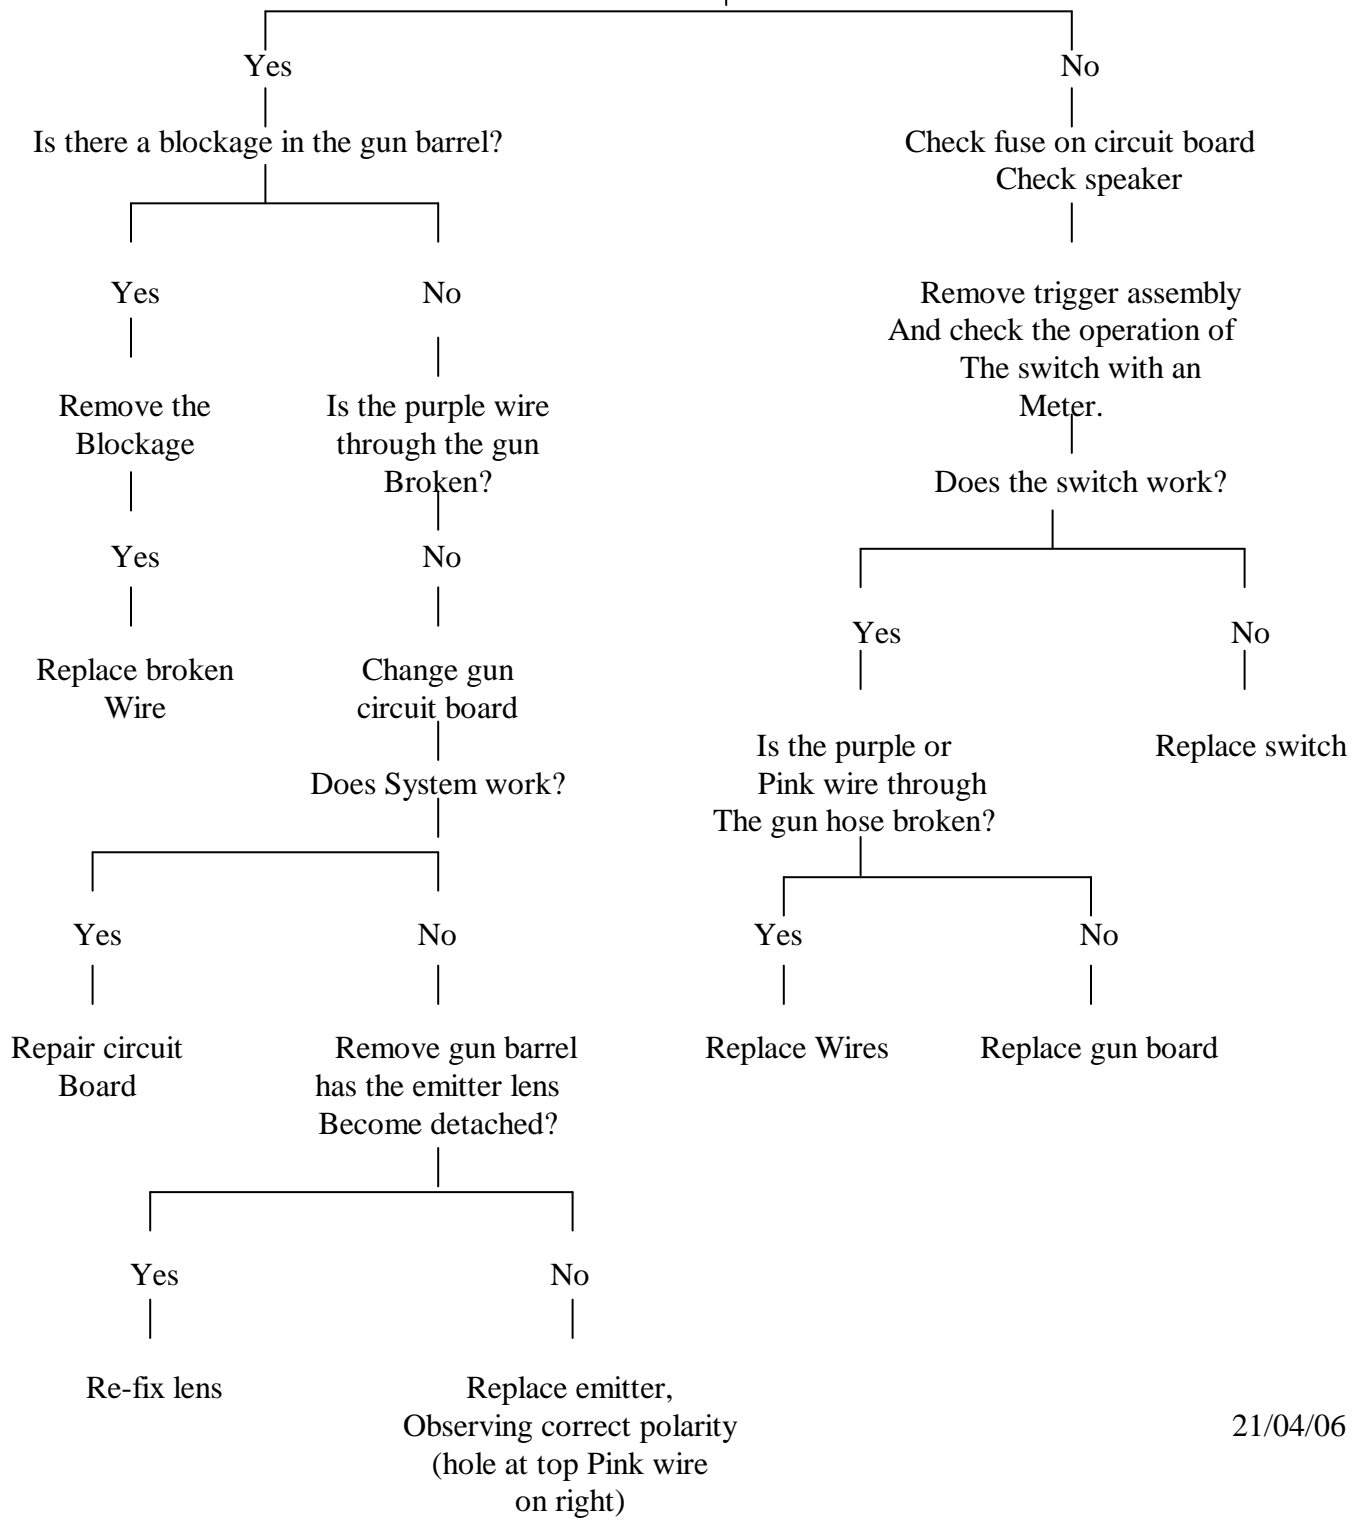 Yes
No
Is there a blockage in the gun barrel?
Check fuse on circuit board
Check speaker
Yes
No
Remove trigger assembly
And check the operation of
The switch with an
Meter.
Remove the
Blockage
Is the purple wire
through the gun
Broken?
Does the switch work?
Yes
No
Yes
No
Replace broken
Wire
Change gun
circuit board
Is the purple or
Pink wire through
The gun hose broken?
Replace switch
Does System work?
Yes
No
Yes
No
Repair circuit
Board
Remove gun barrel
has the emitter lens
Become detached?
Replace Wires
Replace gun board
Yes
No
Re-fix lens
Replace emitter,
Observing correct polarity
(hole at top Pink wire
on right)
21/04/06